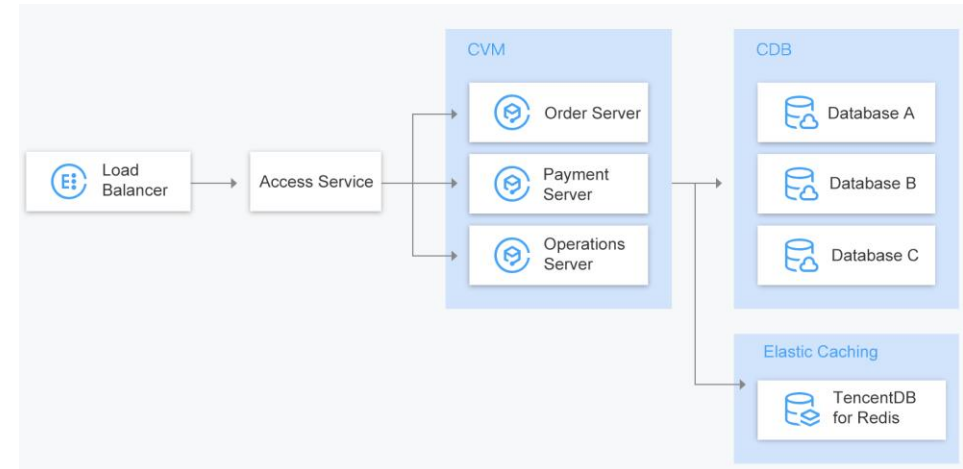 Load
Balancer
Access Service
CVM
Order Server
Payment
Server
Operations
Server
CDB
Database A
Database B
Database C
Elastic Caching
TencentDB
for Redis